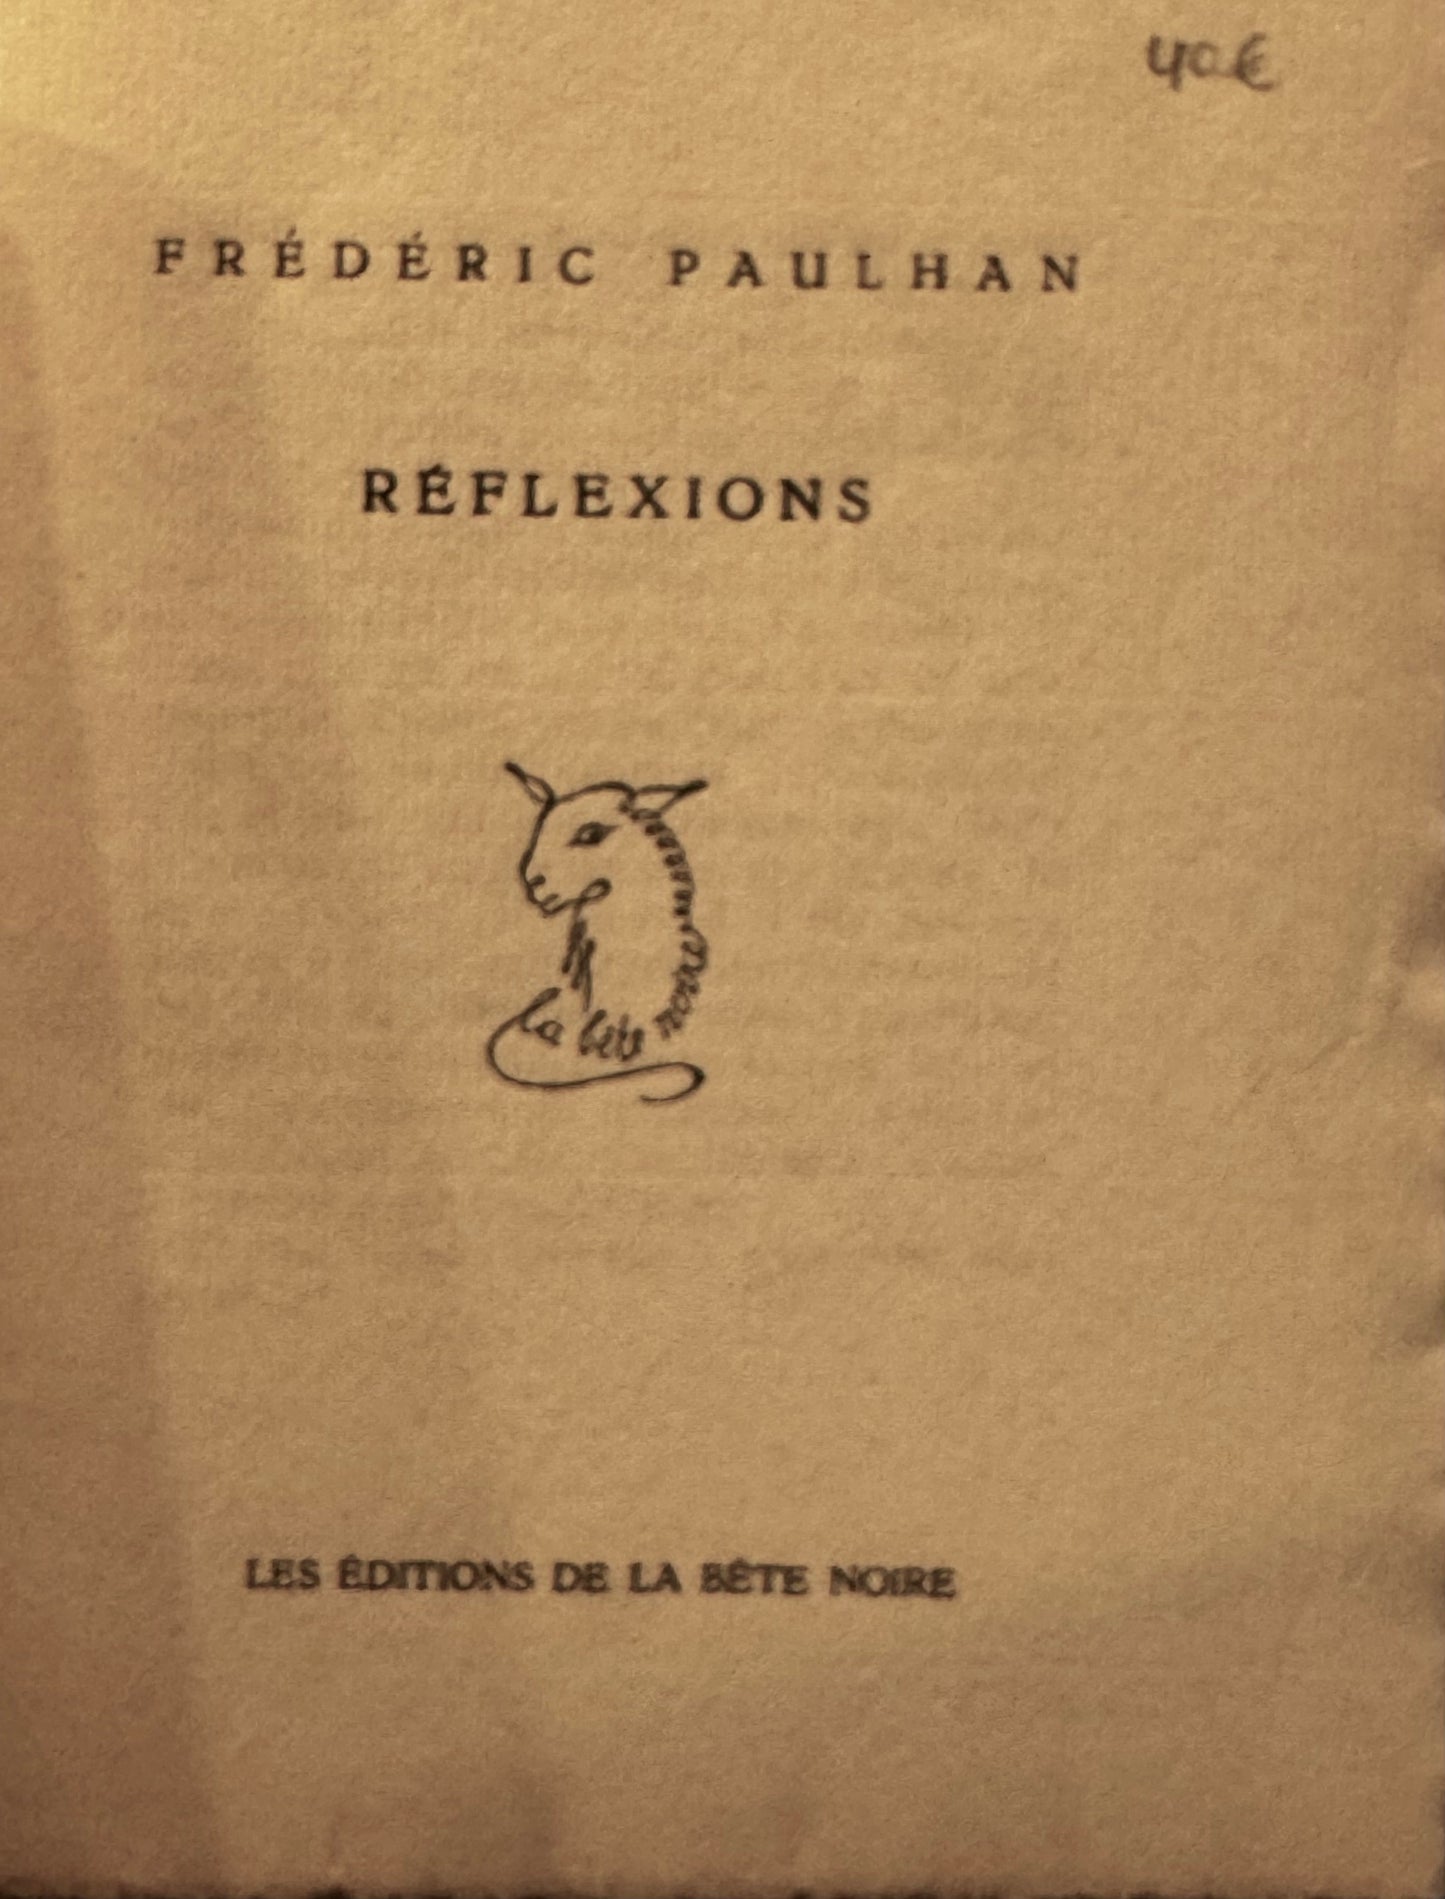 40€
FRÉDÉRIC PAULHAN
RÉFLEXIONS
la bête noire
LES ÉDITIONS DE LA BÊTE NOIRE